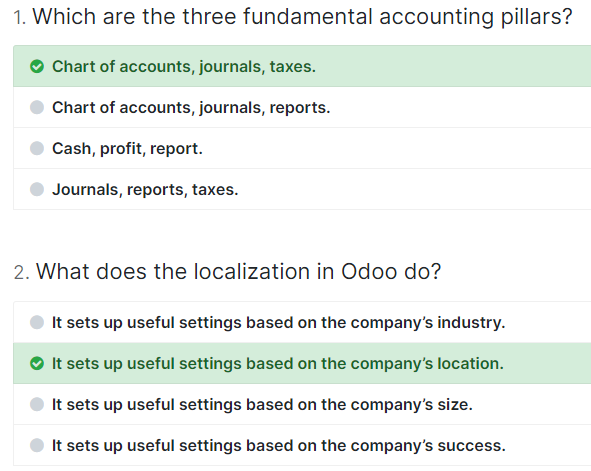 1. Which are the three fundamental accounting pillars?
Chart of accounts, journals, taxes.
Chart of accounts, journals, reports.
Cash, profit, report.
Journals, reports, taxes.
2. What does the localization in Odoo do?
It sets up useful settings based on the company’s industry.
It sets up useful settings based on the company’s location.
It sets up useful settings based on the company’s size.
It sets up useful settings based on the company’s success.